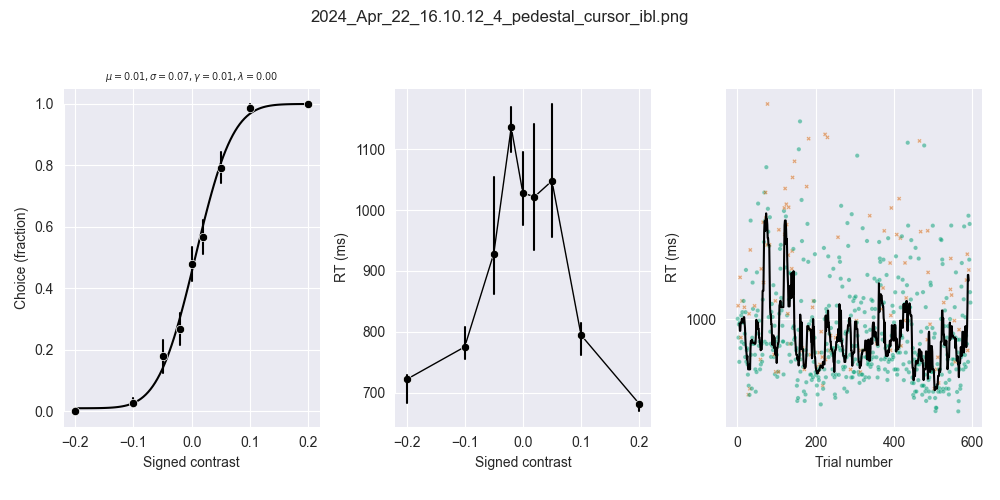 2024_Apr_22_16.10.12_4_pedestal_cursor_ibl.png
μ = 0.01, σ = 0.07, γ = 0.01, λ = 0.00
Choice (fraction)
1.0
0.8
0.6
0.4
0.2
0.0
−0.2 −0.1 0.0 0.1 0.2
Signed contrast
RT (ms)
1100
1000
900
800
700
−0.2 −0.1 0.0 0.1 0.2
Signed contrast
RT (ms)
1000
0 200 400 600
Trial number